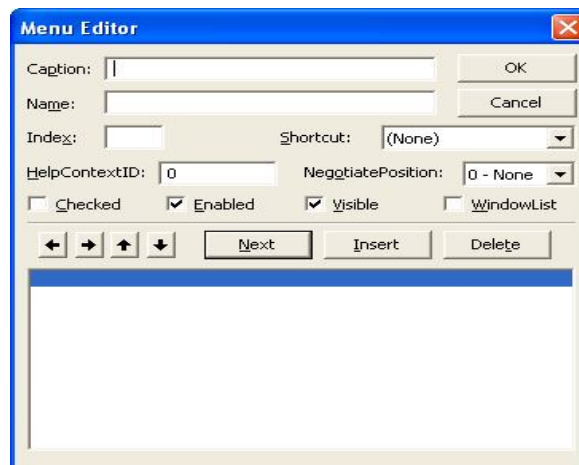 Menu Editor
Caption: OK
Name: Cancel
Index: Shortcut: (None)
HelpContextID: 0 NegotiatePosition: 0 - None
Checked Enabled Visible WindowList
Next Insert Delete